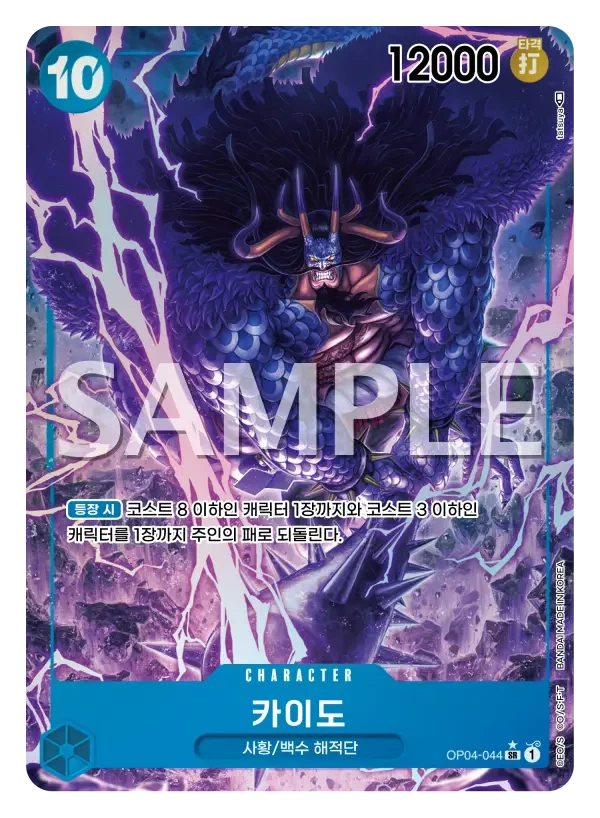 10
12000
타격
打
tatsuya
SAMPLE
등장 시 코스트 8 이하인 캐릭터 1장까지와 코스트 3 이하인
캐릭터를 1장까지 주인의 패로 되돌린다.
CHARACTER
카이도
사황/백수 해적단
OP04-044 ★ SR 1
©EO/S ©O/S·F·T BANDAI MADE IN KOREA